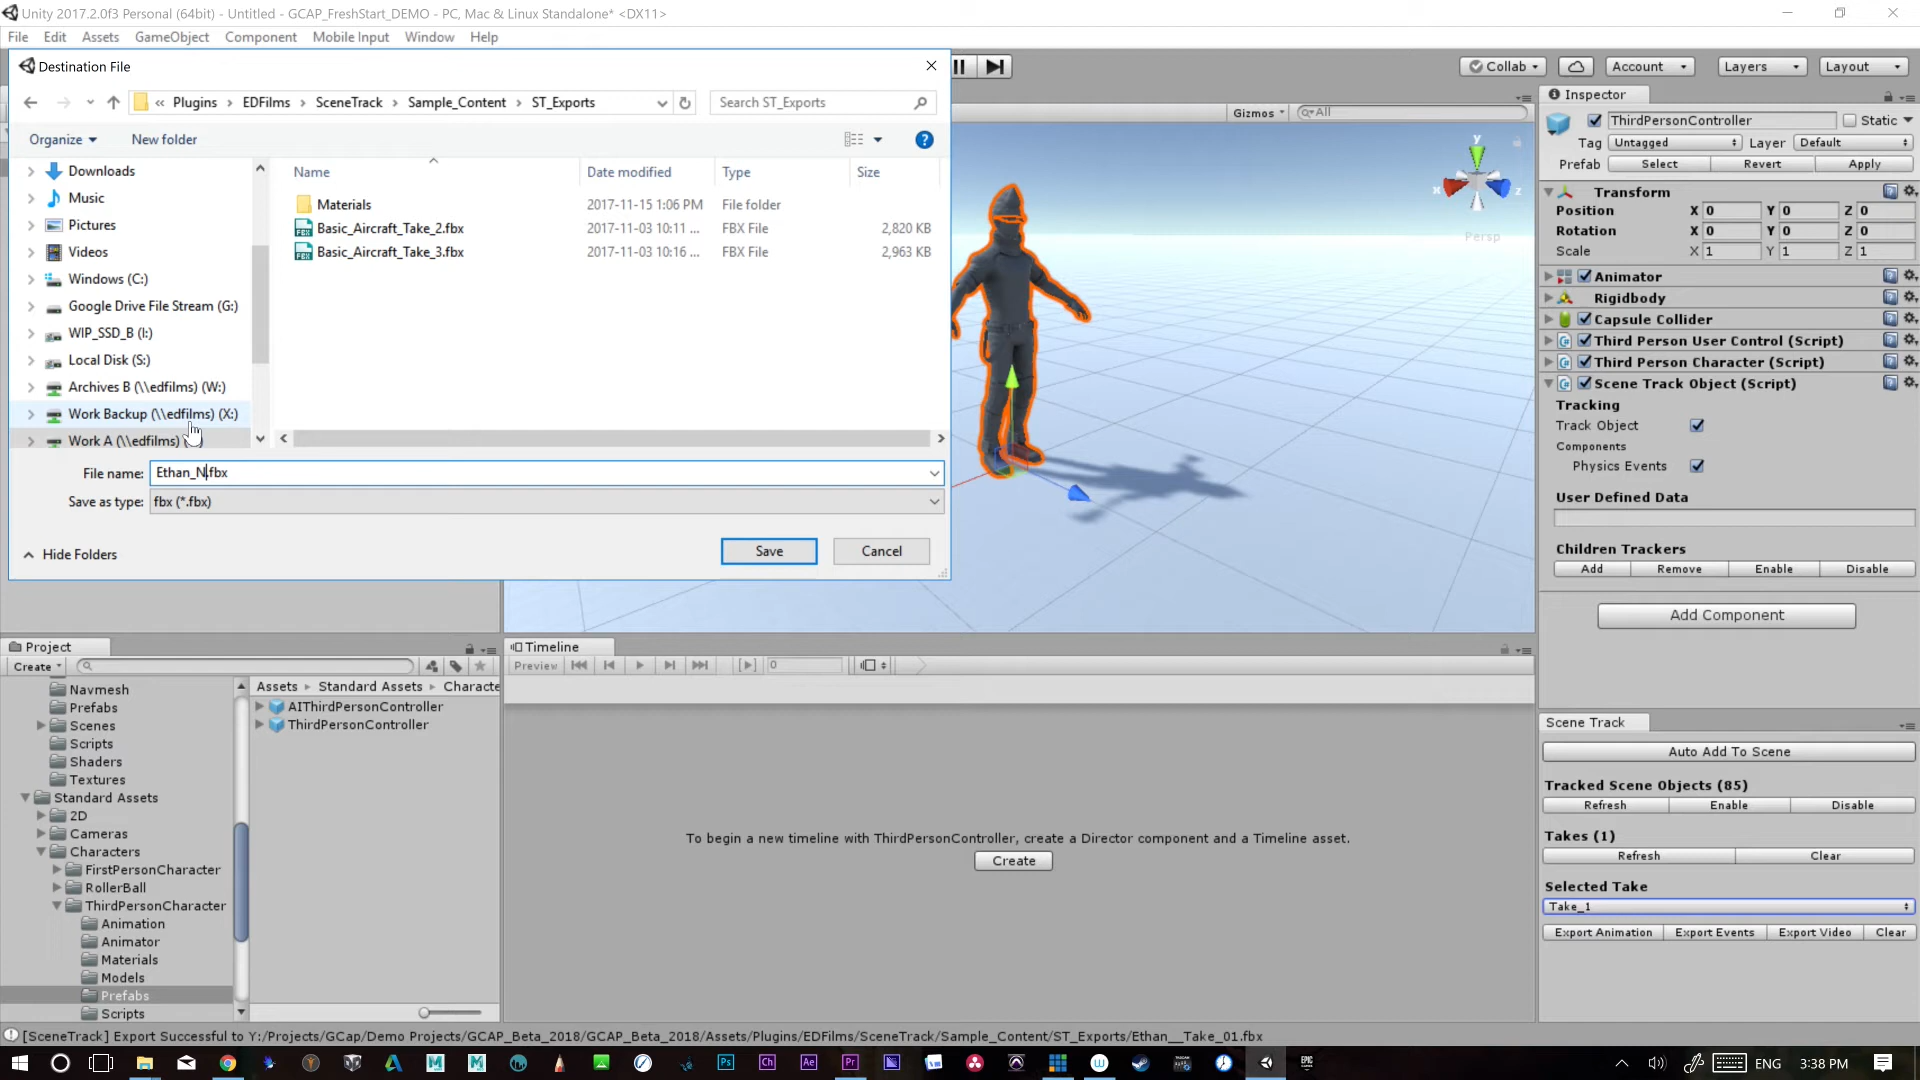 Unity 2017.2.0f3 Personal (64bit) - Untitled - GCAP_FreshStart_DEMO - PC, Mac & Linux Standalone* <DX11>
File Edit Assets GameObject Component Mobile Input Window Help
Destination File
« Plugins › EDFilms › SceneTrack › Sample_Content › ST_Exports
Search ST_Exports
Organize New folder
Downloads
Music
Pictures
Videos
Windows (C:)
Google Drive File Stream (G:)
WIP_SSD_B (I:)
Local Disk (S:)
Archives B (\\edfilms) (W:)
Work Backup (\\edfilms) (X:)
Work A (\\edfilms)
Name Date modified Type Size
Materials 2017-11-15 1:06 PM File folder
Basic_Aircraft_Take_2.fbx 2017-11-03 10:11 ... FBX File 2,820 KB
Basic_Aircraft_Take_3.fbx 2017-11-03 10:16 ... FBX File 2,963 KB
File name: Ethan_N.fbx
Save as type: fbx (*.fbx)
Hide Folders
Save Cancel
Collab Account Layers Layout
Gizmos All
y
x
z
Persp
Inspector
ThirdPersonController Static
Tag Untagged Layer Default
Prefab Select Revert Apply
Transform
Position X 0 Y 0 Z 0
Rotation X 0 Y 0 Z 0
Scale X 1 Y 1 Z 1
Animator
Rigidbody
Capsule Collider
Third Person User Control (Script)
Third Person Character (Script)
Scene Track Object (Script)
Tracking
Track Object
Components
Physics Events
User Defined Data
Children Trackers
Add Remove Enable Disable
Add Component
Project
Create
Navmesh
Prefabs
Scenes
Scripts
Shaders
Textures
Standard Assets
2D
Cameras
Characters
FirstPersonCharacter
RollerBall
ThirdPersonCharacter
Animation
Animator
Materials
Models
Prefabs
Scripts
Assets Standard Assets Characte
AIThirdPersonController
ThirdPersonController
Timeline
Preview 0
To begin a new timeline with ThirdPersonController, create a Director component and a Timeline asset.
Create
Scene Track
Auto Add To Scene
Tracked Scene Objects (85)
Refresh Enable Disable
Takes (1)
Refresh Clear
Selected Take
Take_1
Export Animation Export Events Export Video Clear
[SceneTrack] Export Successful to Y:/Projects/GCap/Demo Projects/GCAP_Beta_2018/GCAP_Beta_2018/Assets/Plugins/EDFilms/SceneTrack/Sample_Content/ST_Exports/Ethan__Take_01.fbx
Ps Ch Ae Pr
ENG 3:38 PM